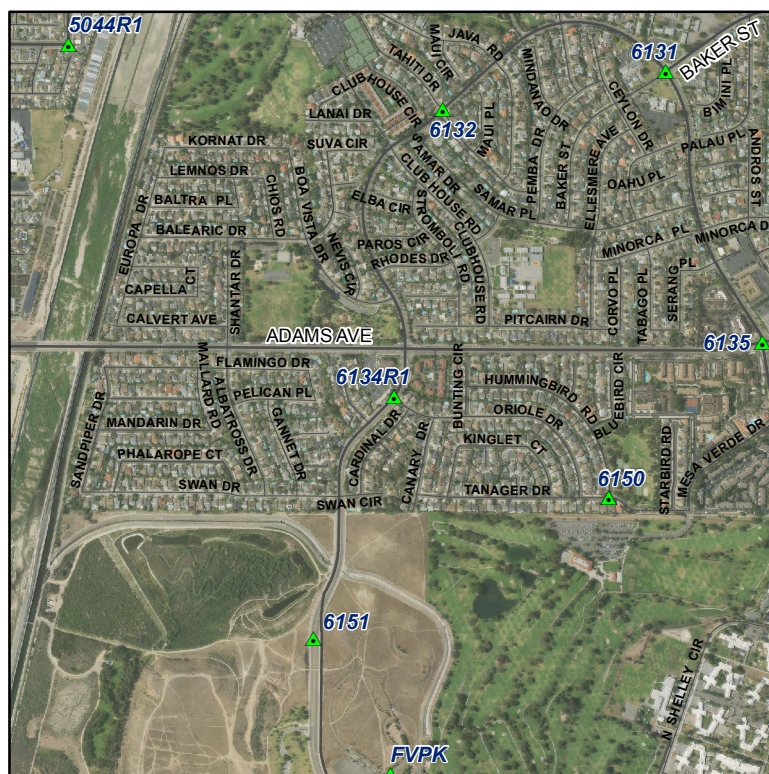 5044R1
MAUI CIR
JAVA RD
6131
BAKER ST
TAHITI DR
MINDANAO DR
CLUB HOUSE CIR
CEYLON DR
BIMINI PL
LANAI DR
6132
MAUI PL
KORNAT DR
SUVA CIR
SAMAR DR
PEMBA DR
BAKER ST
ELLESMERE AVE
PALAU PL
ANDROS ST
LEMNOS DR
CHIOS RD
BOA VISTA DR
CLUB HOUSE RD
SAMAR PL
OAHU PL
BALTRA PL
ELBA CIR
STROMBOLI RD
EUROPA DR
BALEARIC DR
NEVIS CIR
PAROS CIR
RHODES DR
CLUBHOUSE RD
MINORCA PL
MINORCA D
SHANTAR DR
CAPELLA CT
CORVO PL
TABAGO PL
SERANG PL
CALVERT AVE
PITCAIRN DR
ADAMS AVE
6135
FLAMINGO DR
MALLARD RD
6134R1
BUNTING CIR
HUMMINGBIRD RD
BLUEBIRD CIR
SANDPIPER DR
ALBATROSS DR
PELICAN PL
GANNET DR
CARDINAL DR
CANARY DR
ORIOLE DR
MANDARIN DR
KINGLET CT
STARBIRD RD
MESA VERDE DR
PHALAROPE CT
6150
SWAN DR
SWAN CIR
TANAGER DR
6151
N SHELLEY CIR
FVPK